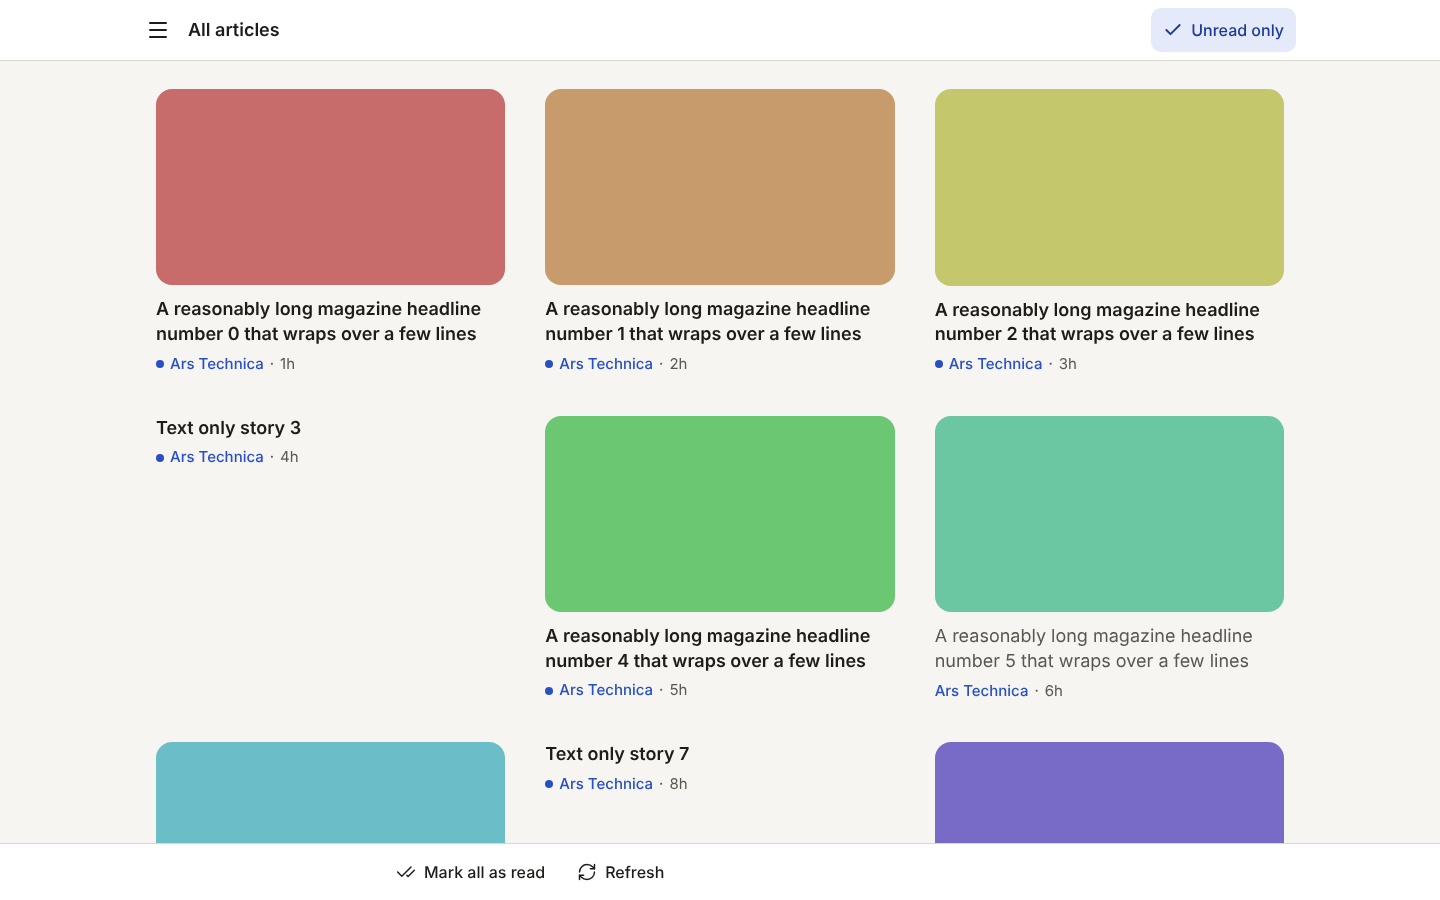 All articles
Unread only
A reasonably long magazine headline
number 0 that wraps over a few lines
Ars Technica · 1h
A reasonably long magazine headline
number 1 that wraps over a few lines
Ars Technica · 2h
A reasonably long magazine headline
number 2 that wraps over a few lines
Ars Technica · 3h
Text only story 3
Ars Technica · 4h
A reasonably long magazine headline
number 4 that wraps over a few lines
Ars Technica · 5h
A reasonably long magazine headline
number 5 that wraps over a few lines
Ars Technica · 6h
Text only story 7
Ars Technica · 8h
Mark all as read
Refresh